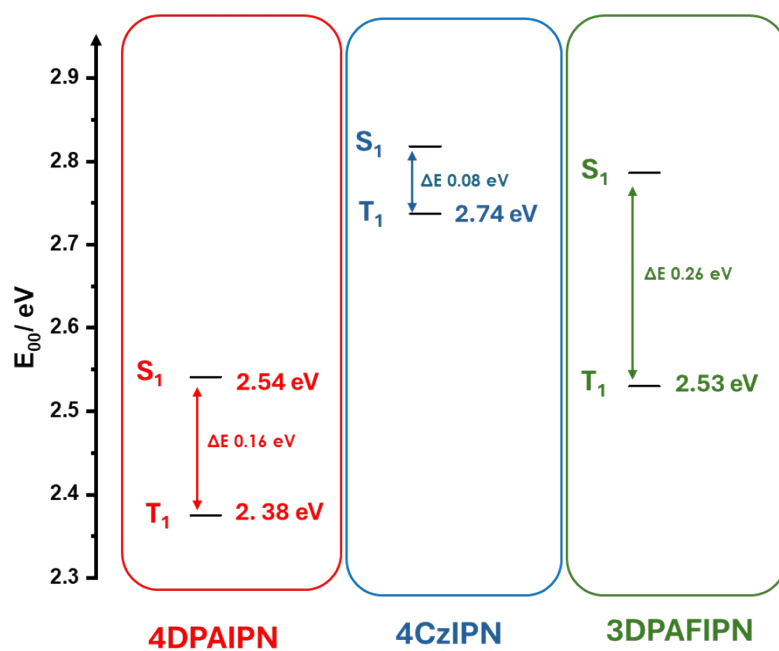 E₀₀/ eV
2.9
2.8
2.7
2.6
2.5
2.4
2.3
S₁ 2.54 eV
ΔE 0.16 eV
T₁ 2. 38 eV
4DPAIPN
S₁
ΔE 0.08 eV
T₁ 2.74 eV
4CzIPN
S₁
ΔE 0.26 eV
T₁ 2.53 eV
3DPAFIPN